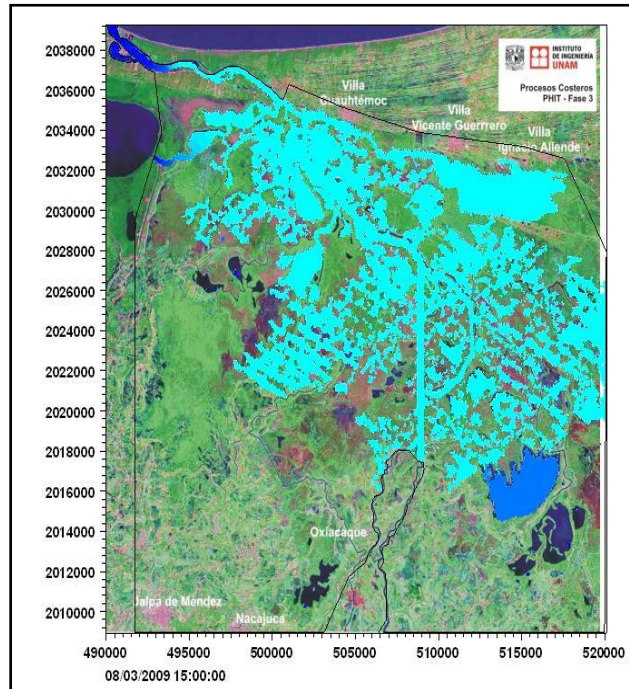 2038000
2036000
2034000
2032000
2030000
2028000
2026000
2024000
2022000
2020000
2018000
2016000
2014000
2012000
2010000
INSTITUTO
DE INGENIERÍA
UNAM
Procesos Costeros
PHIT - Fase 3
Villa
Cuauhtémoc
Villa
Vicente Guerrrero
Villa
Ignacio Allende
Oxiacaque
Jalpa de Méndez
Nacajuca
490000 495000 500000 505000 510000 515000 520000
08/03/2009 15:00:00